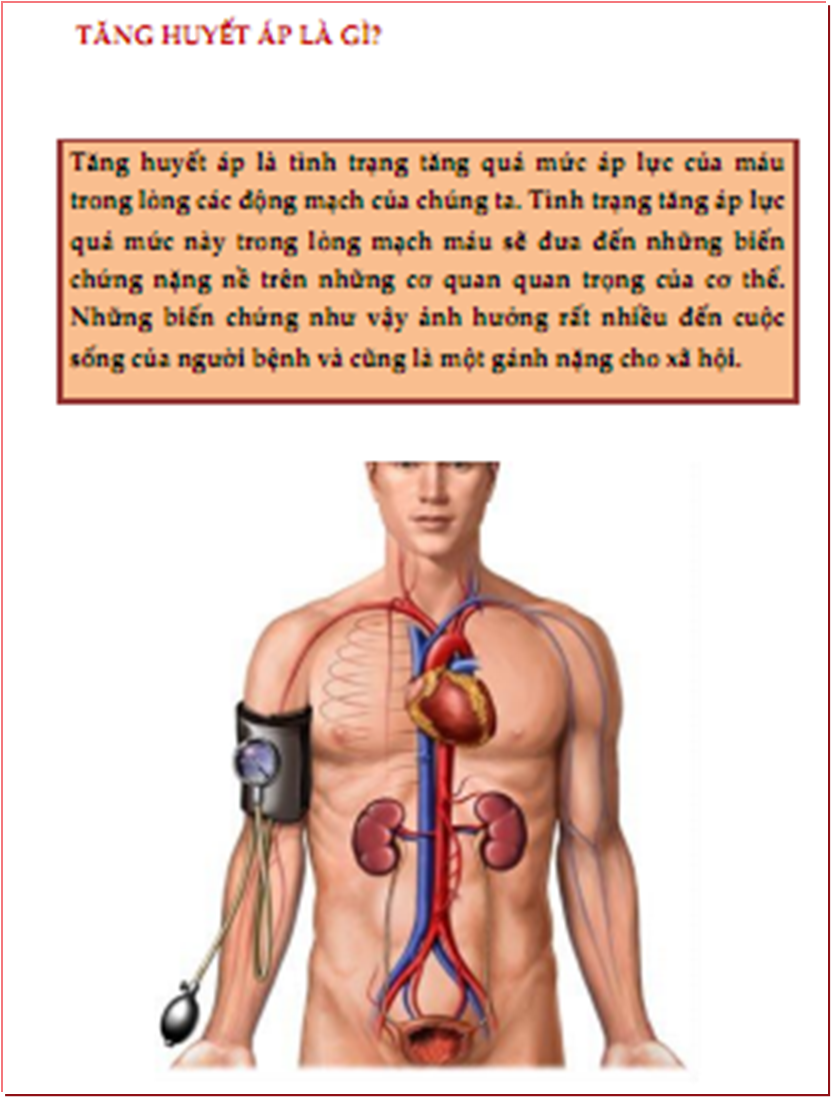 TĂNG HUYẾT ÁP LÀ GÌ?
Tăng huyết áp là tình trạng tăng quá mức áp lực của máu
trong lòng các động mạch của chúng ta. Tình trạng tăng áp lực
quá mức này trong lòng mạch máu sẽ đưa đến những biến
chứng nặng nề trên những cơ quan quan trọng của cơ thể.
Những biến chứng như vậy ảnh hưởng rất nhiều đến cuộc
sống của người bệnh và cũng là một gánh nặng cho xã hội.